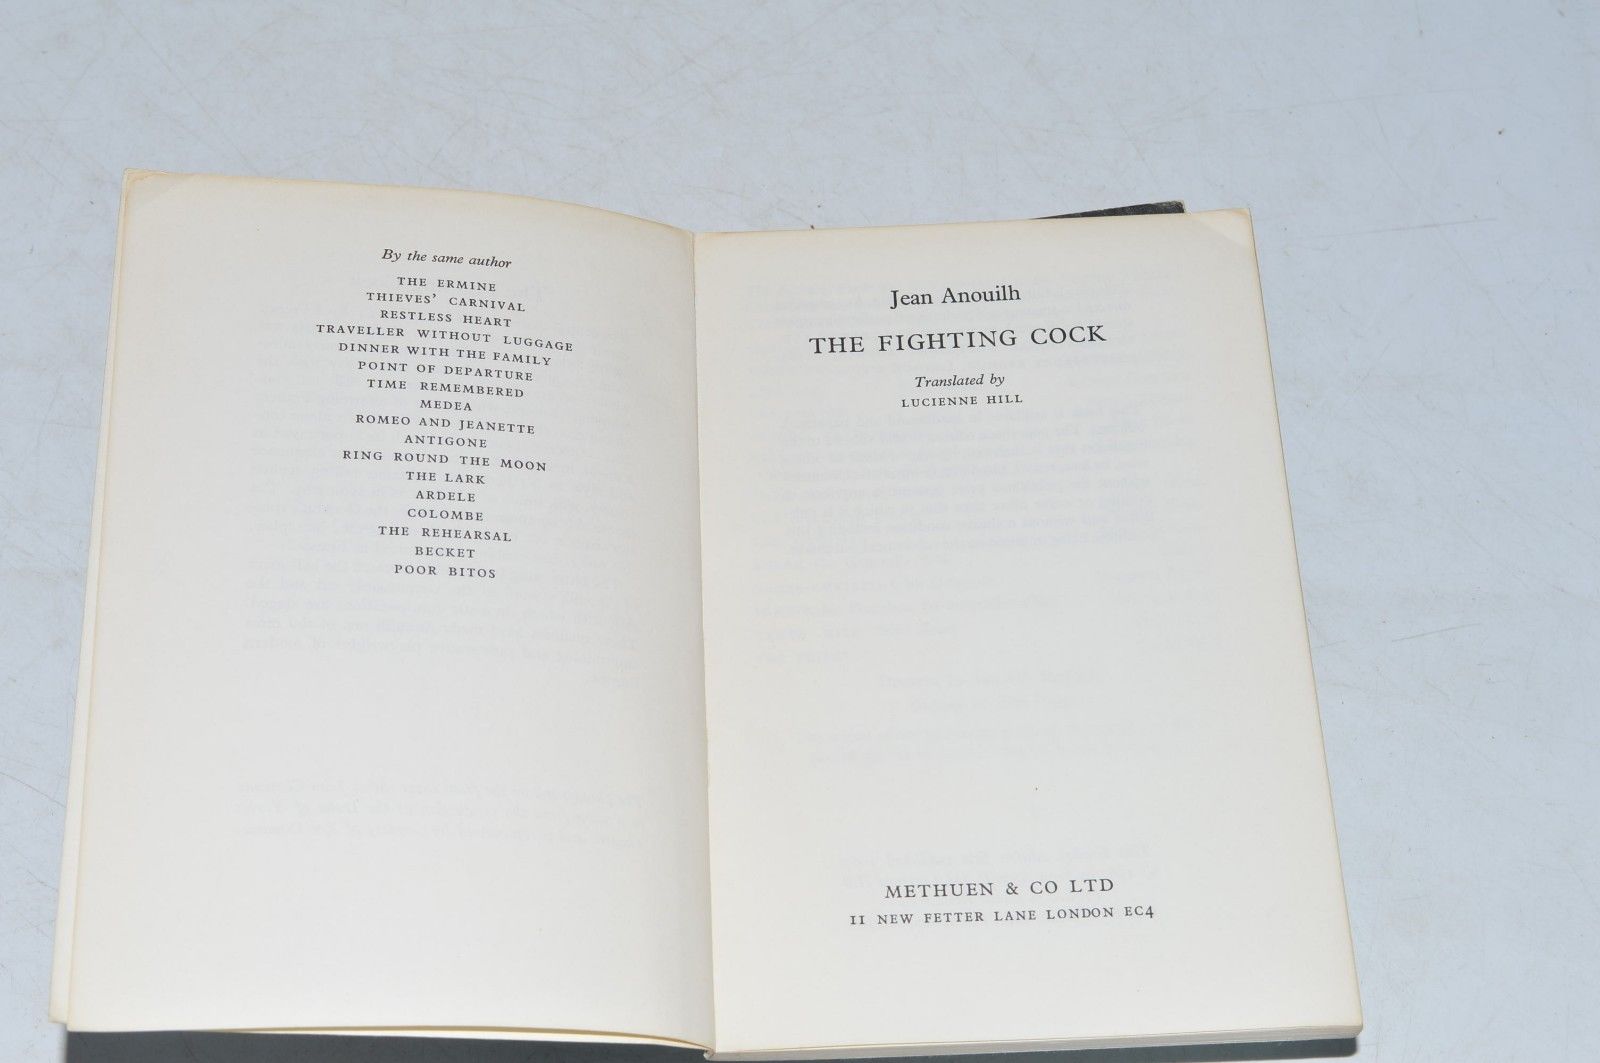 By the same author
THE ERMINE
THIEVES' CARNIVAL
RESTLESS HEART
TRAVELLER WITHOUT LUGGAGE
DINNER WITH THE FAMILY
POINT OF DEPARTURE
TIME REMEMBERED
MEDEA
ROMEO AND JEANETTE
ANTIGONE
RING ROUND THE MOON
THE LARK
ARDELE
COLOMBE
THE REHEARSAL
BECKET
POOR BITOS
Jean Anouilh
THE FIGHTING COCK
Translated by
LUCIENNE HILL
METHUEN & CO LTD
11 NEW FETTER LANE LONDON EC4